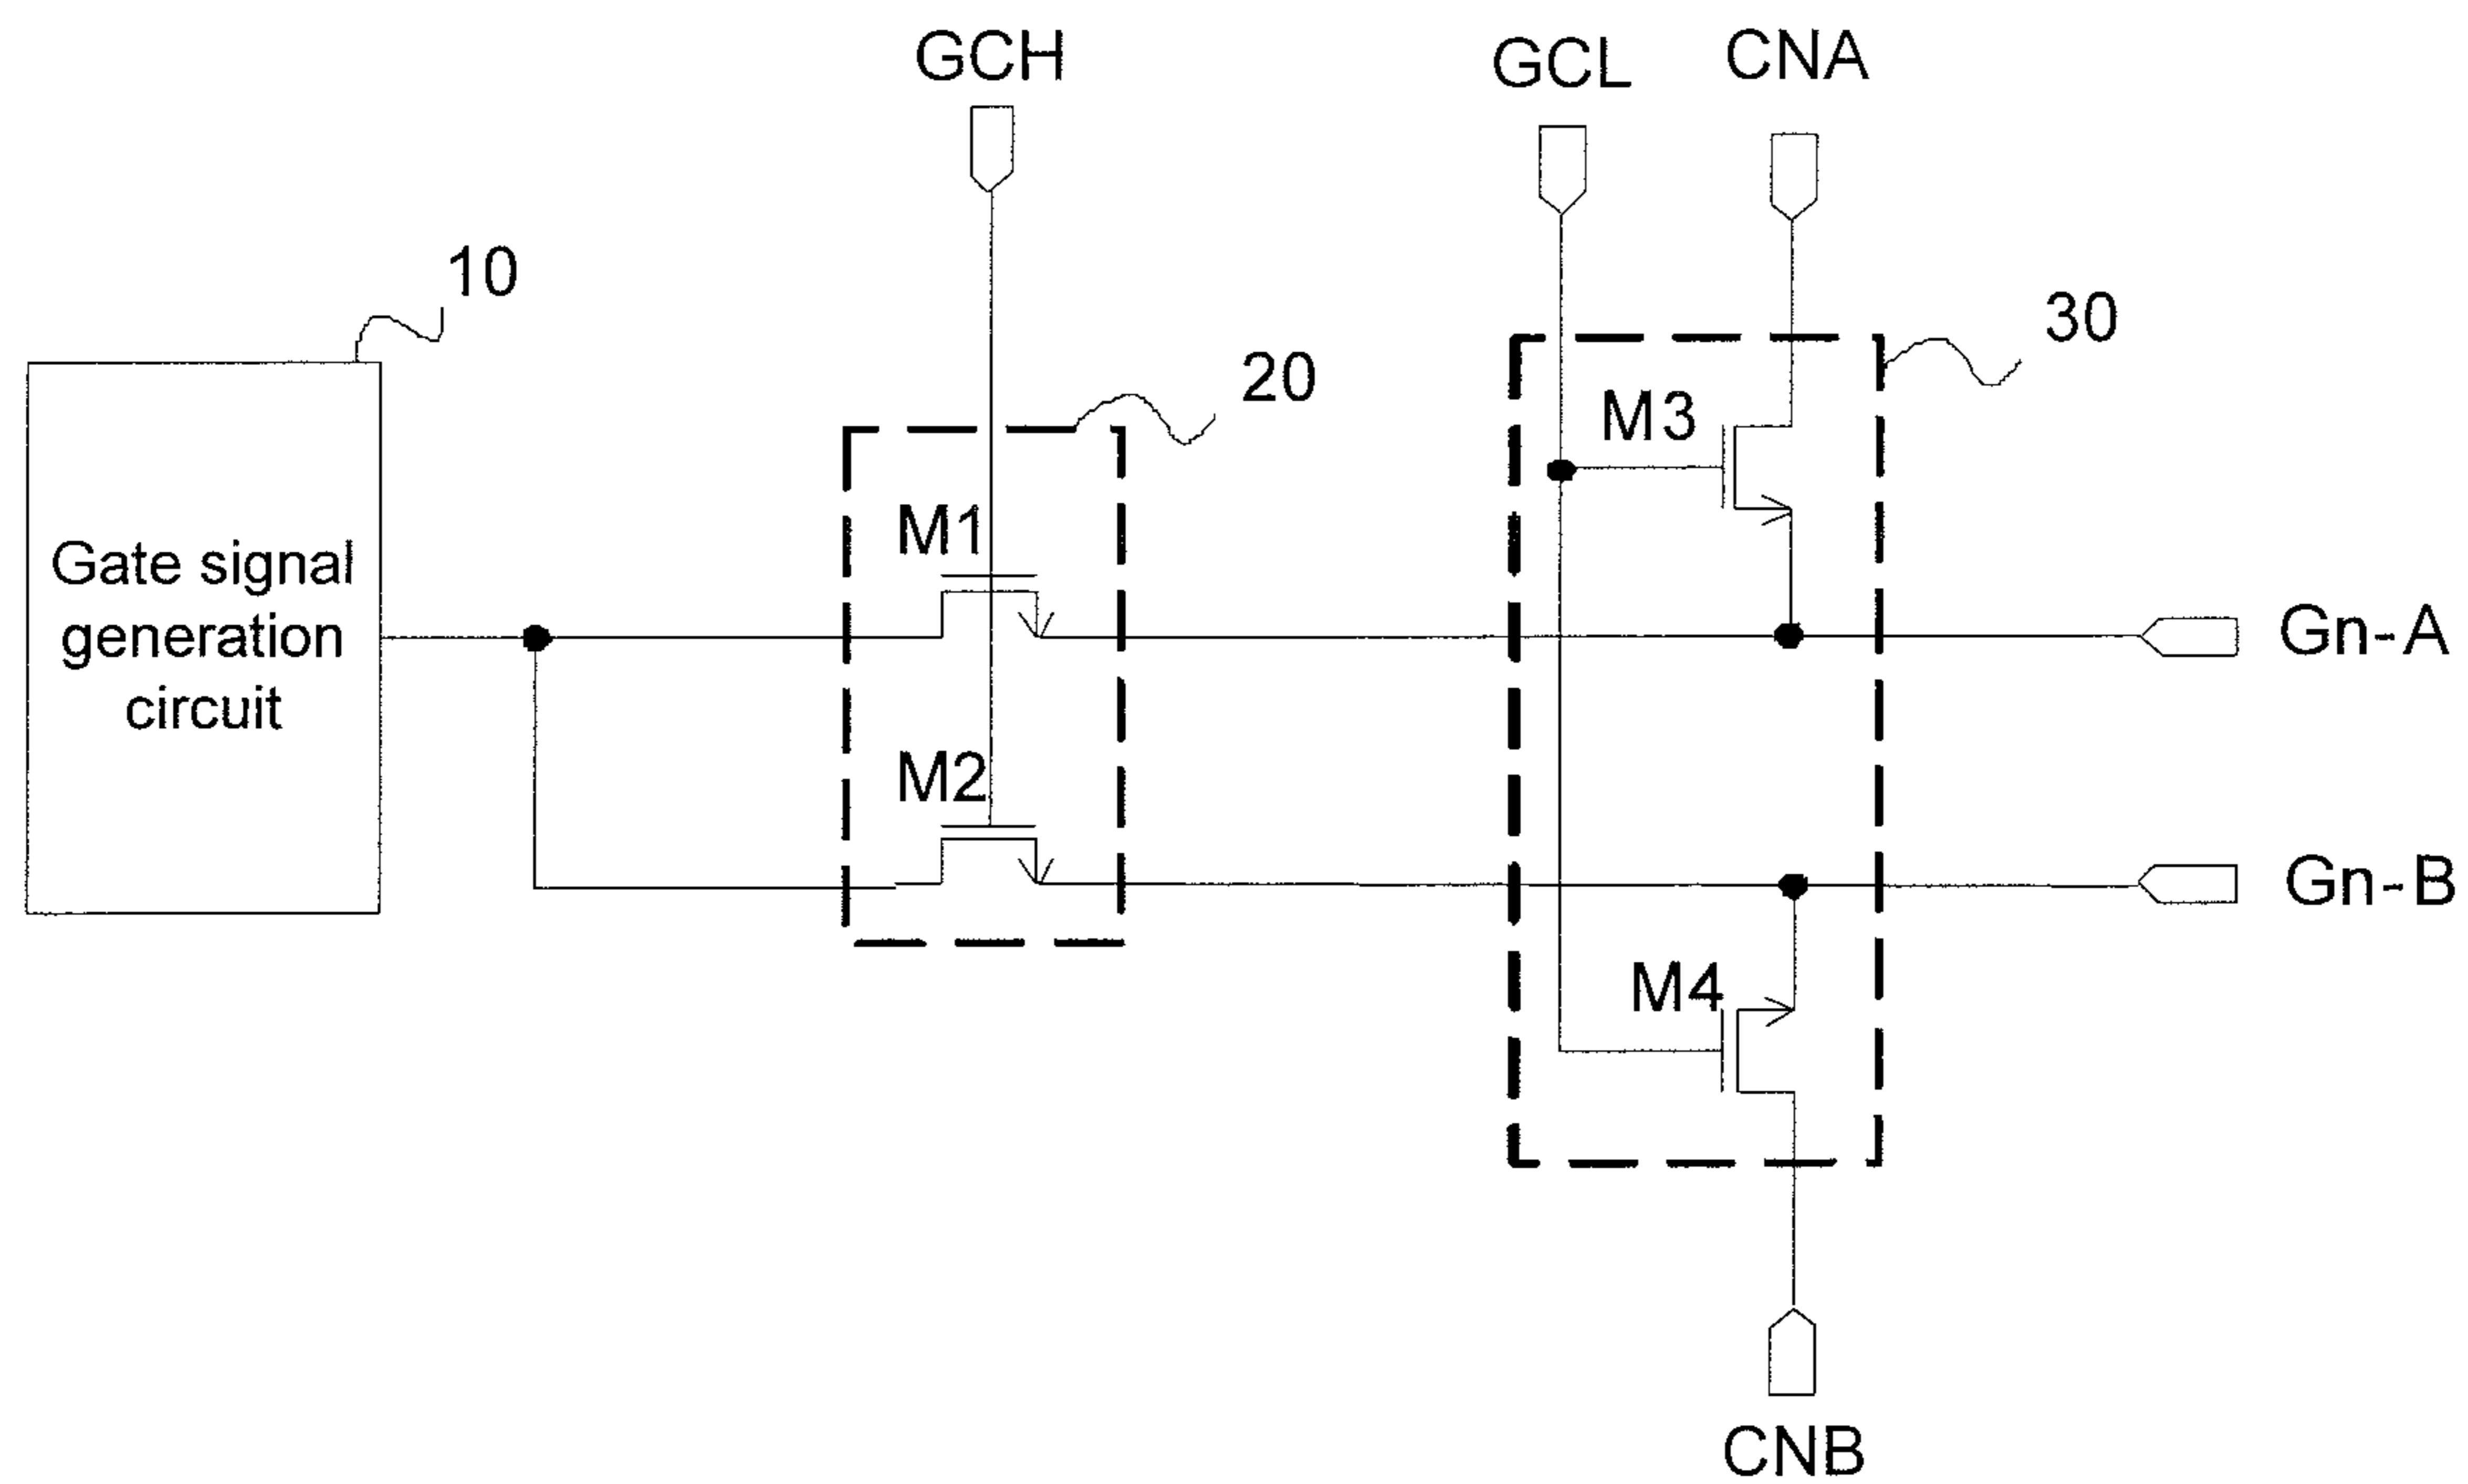 GCH
GCL
CNA
10
20
30
M3
M1
Gate signal
generation
circuit
Gn-A
M2
Gn-B
M4
CNB